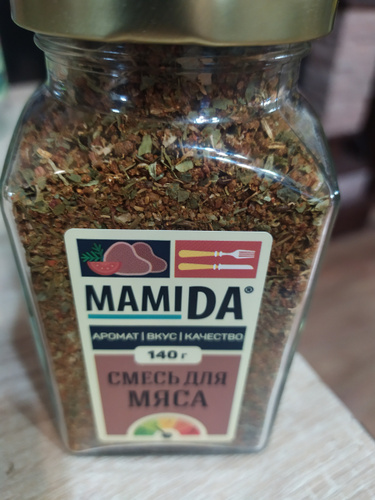 MAMIDA®
АРОМАТ|ВКУС|КАЧЕСТВО
140 г
СМЕСЬ ДЛЯ
МЯСА